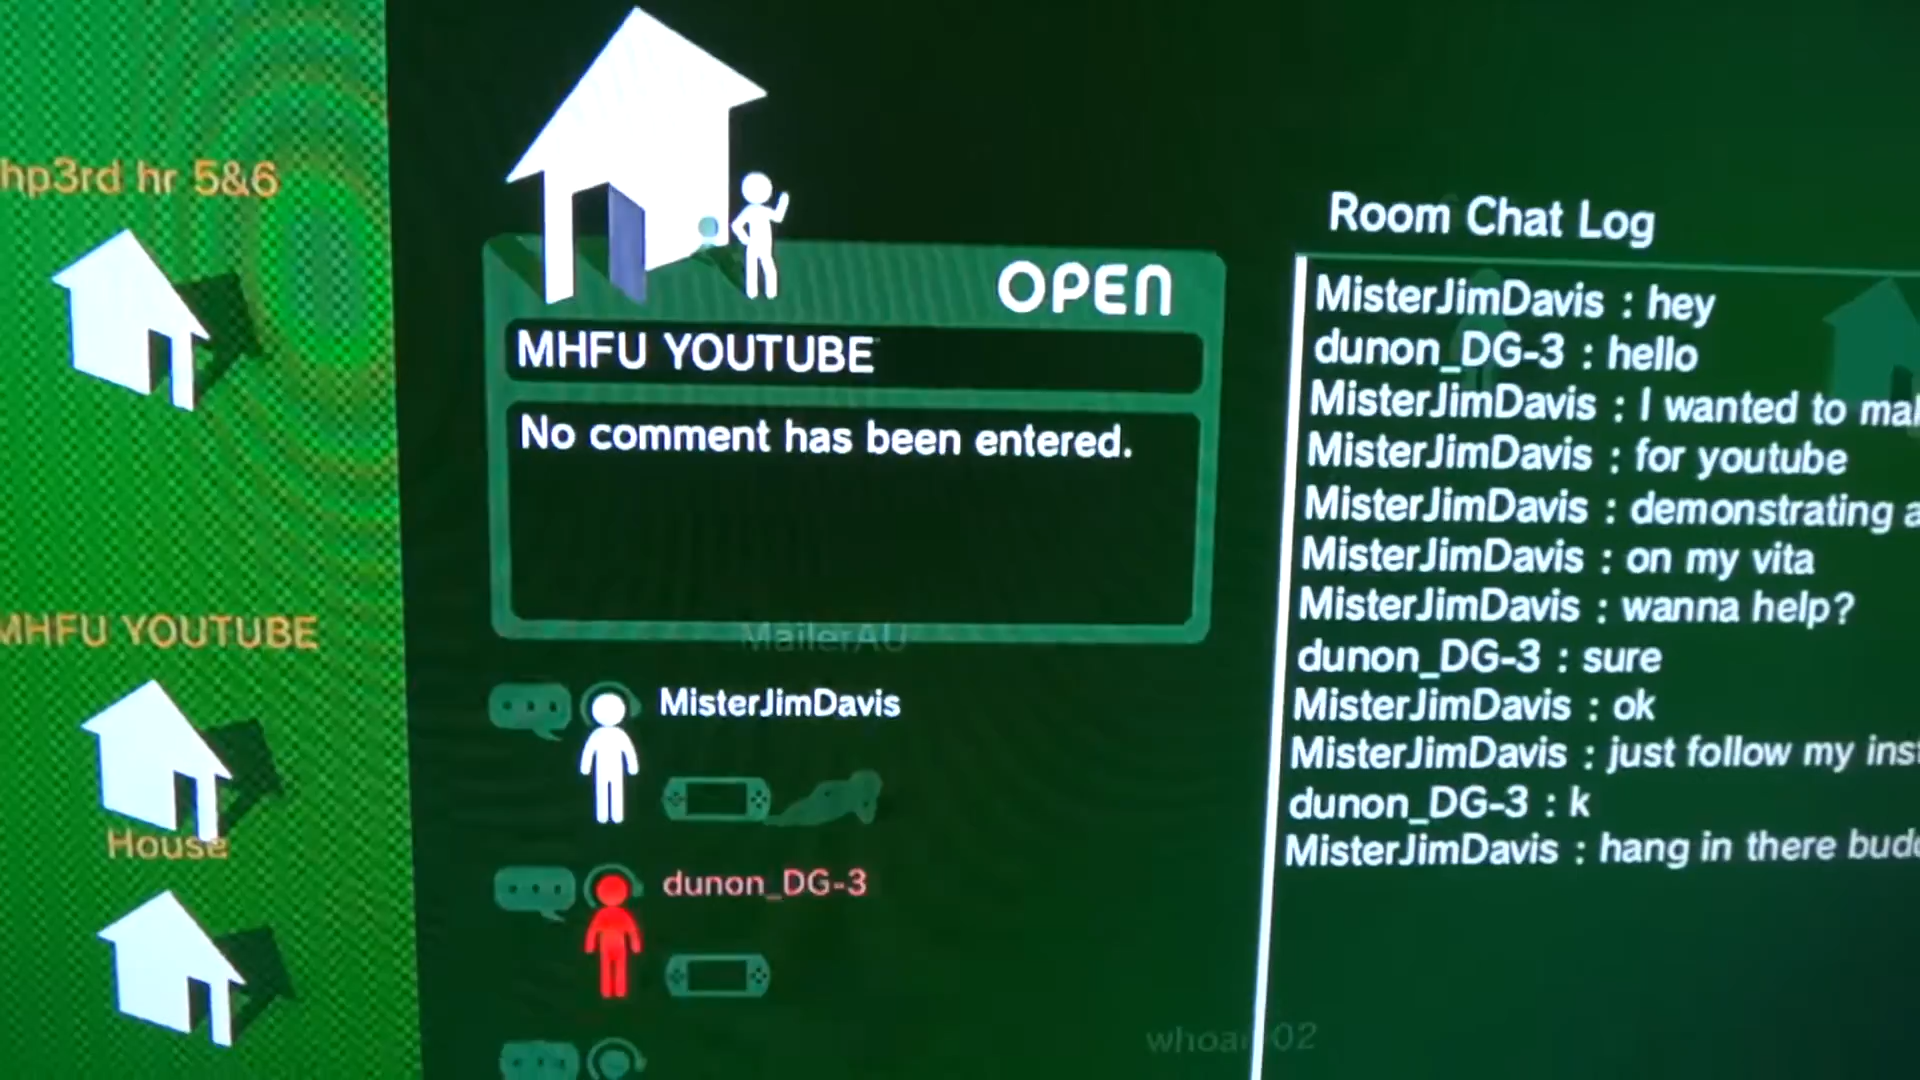 hp3rd hr 5&6
MHFU YOUTUBE
House
OPEN
MHFU YOUTUBE
No comment has been entered.
MailerAU
MisterJimDavis
dunon_DG-3
Room Chat Log
MisterJimDavis : hey
dunon_DG-3 : hello
MisterJimDavis : I wanted to
MisterJimDavis : for youtube
MisterJimDavis : demonstrating
MisterJimDavis : on my vita
MisterJimDavis : wanna help?
dunon_DG-3 : sure
MisterJimDavis : ok
MisterJimDavis : just follow my
dunon_DG-3 : k
MisterJimDavis : hang in there